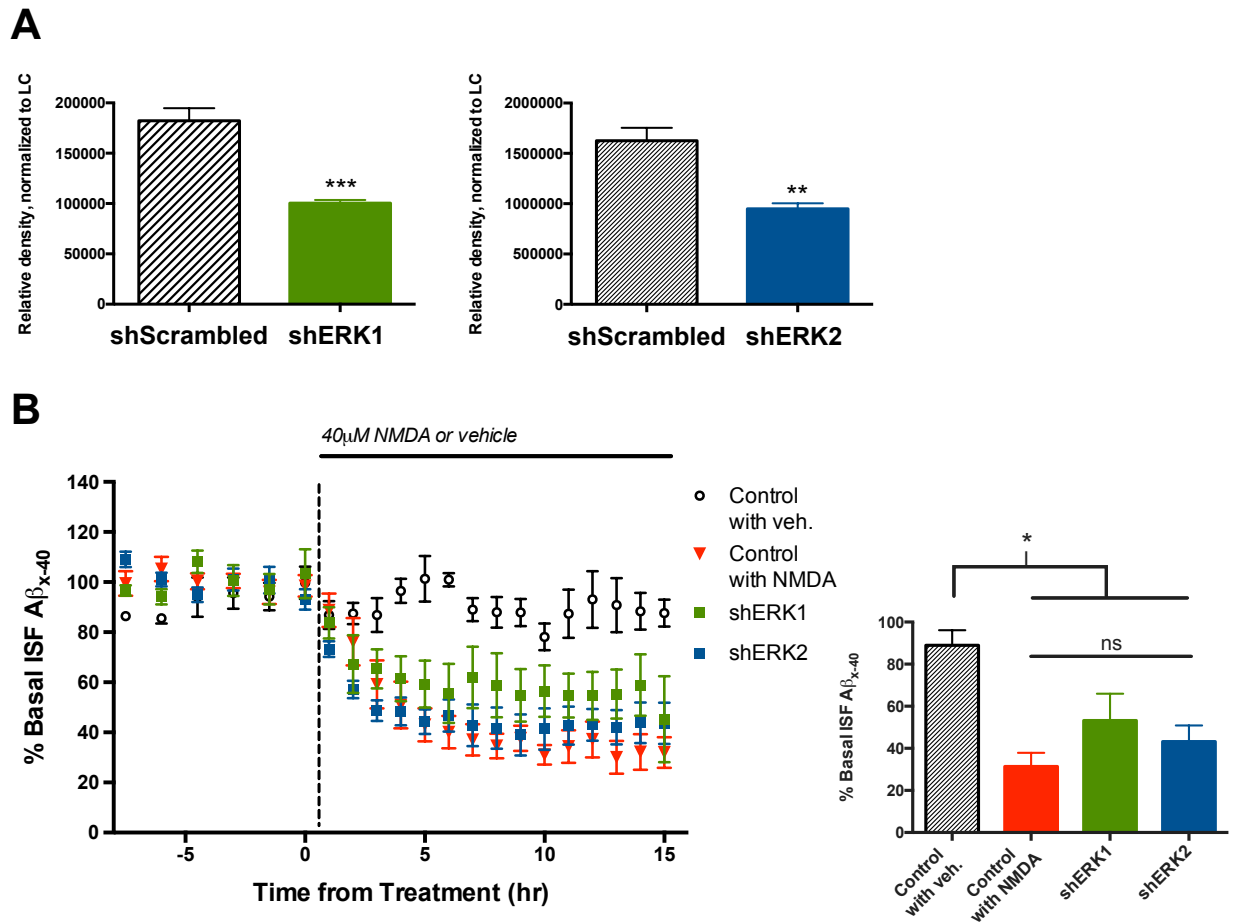 A
Relative density, normalized to LC
200000
150000
100000
50000
0
***
shScrambled
shERK1
Relative density, normalized to LC
2000000
1500000
1000000
500000
0
**
shScrambled
shERK2
B
40μM NMDA or vehicle
% Basal ISF Aβx-40
140
120
100
80
60
40
20
0
-5
0
5
10
15
Time from Treatment (hr)
Control
with veh.
Control
with NMDA
shERK1
shERK2
*
ns
% Basal ISF Aβx-40
100
80
60
40
20
0
Control
with veh.
Control
with NMDA
shERK1
shERK2